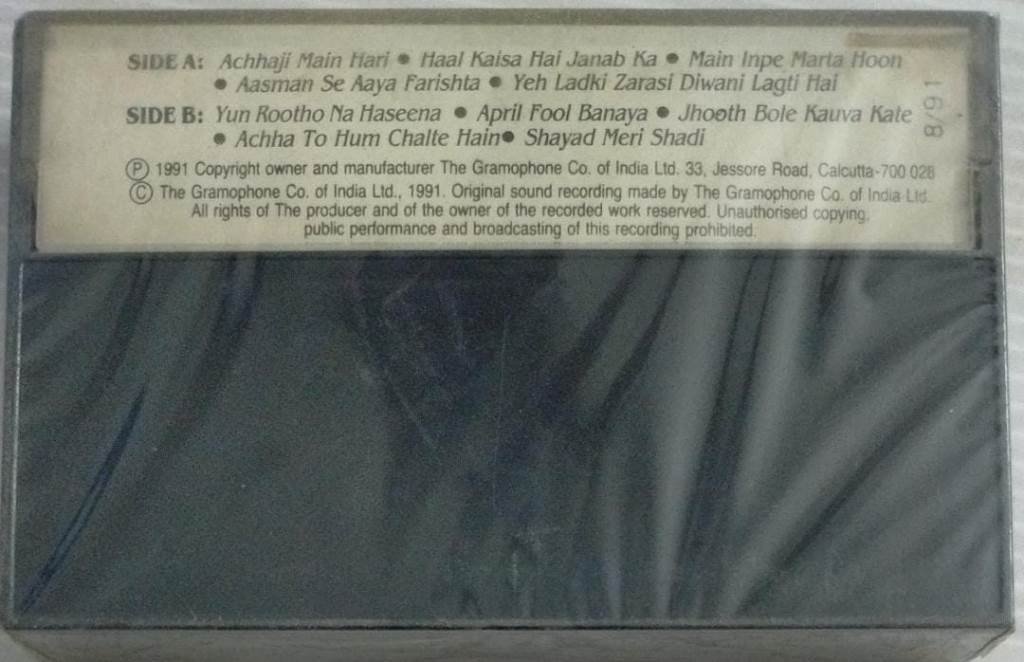 SIDE A: Achhaji Main Hari • Haal Kaisa Hai Janab Ka • Main Inpe Marta Hoon
• Aasman Se Aaya Farishta • Yeh Ladki Zarasi Diwani Lagti Hai
SIDE B: Yun Rootho Na Haseena • April Fool Banaya • Jhooth Bole Kauva Kate
• Achha To Hum Chalte Hain • Shayad Meri Shadi
8/91
Ⓟ 1991 Copyright owner and manufacturer The Gramophone Co. of India Ltd. 33, Jessore Road, Calcutta-700 028
© The Gramophone Co. of India Ltd., 1991. Original sound recording made by The Gramophone Co. of India Ltd.
All rights of The producer and of the owner of the recorded work reserved. Unauthorised copying,
public performance and broadcasting of this recording prohibited.